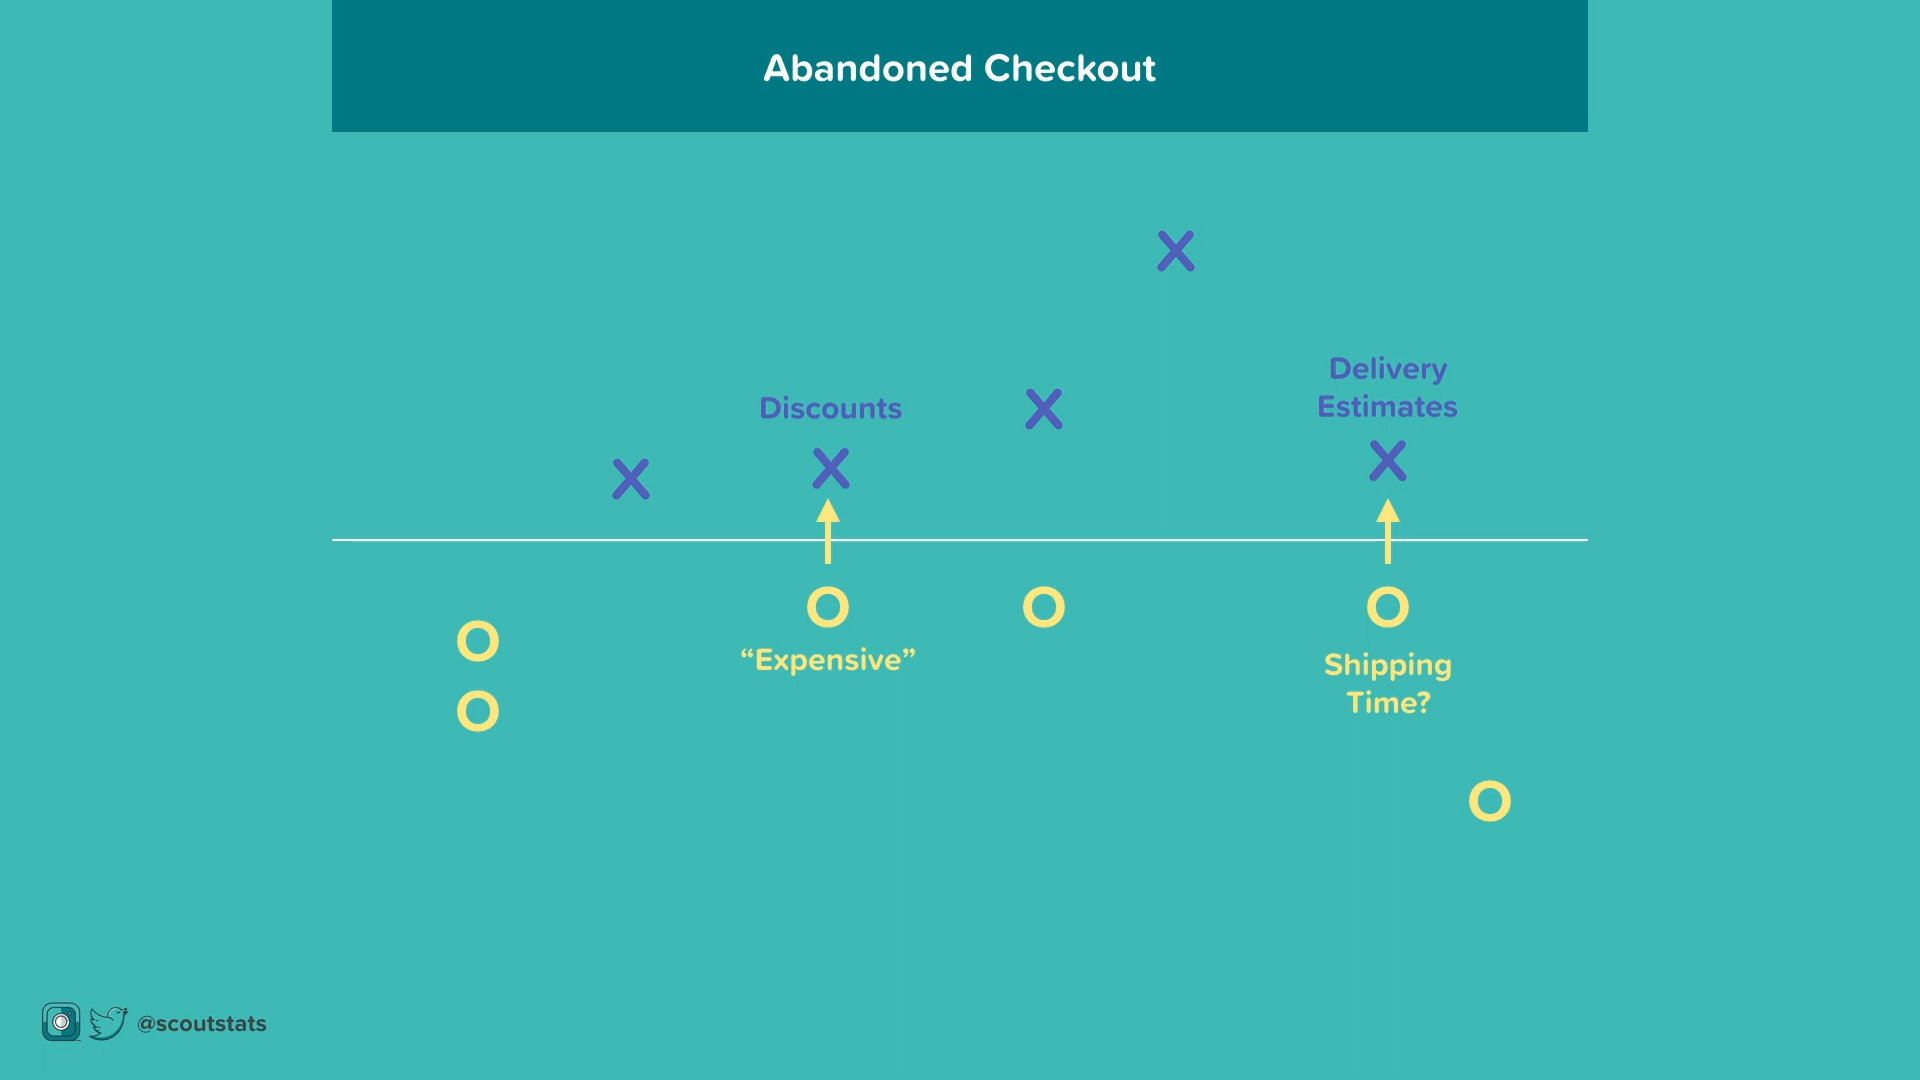 Abandoned Checkout
Discounts
Delivery
Estimates
“Expensive”
Shipping
Time?
@scoutstats